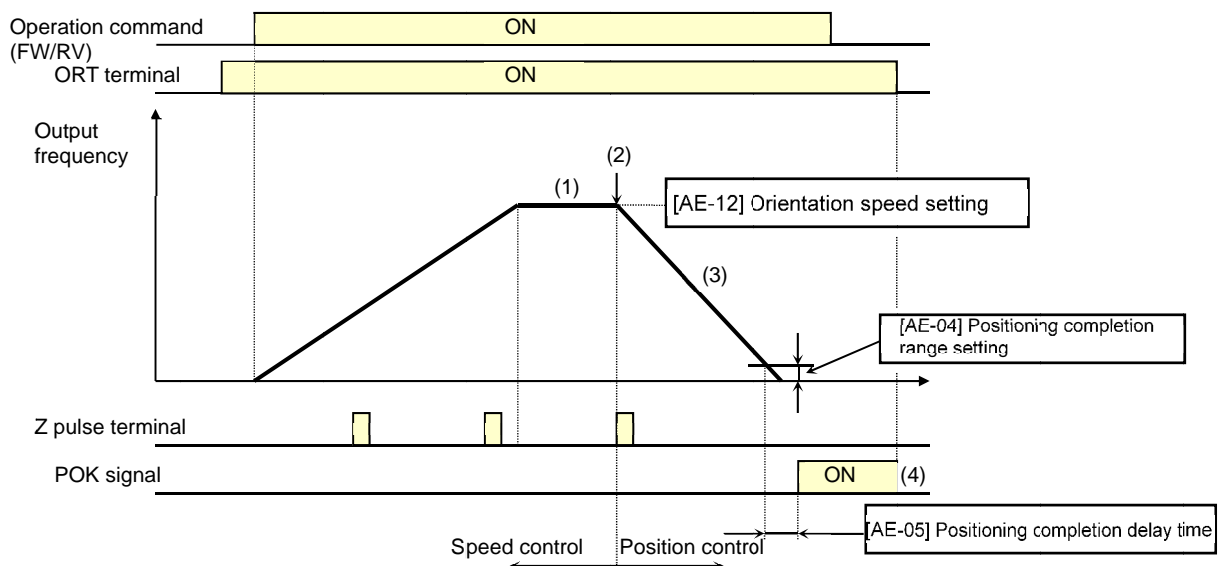 Operation command
(FW/RV)
ON
ORT terminal
ON
Output
frequency
(1)
(2)
[AE-12] Orientation speed setting
(3)
[AE-04] Positioning completion
range setting
Z pulse terminal
POK signal
ON
(4)
[AE-05] Positioning completion delay time
Speed control
Position control